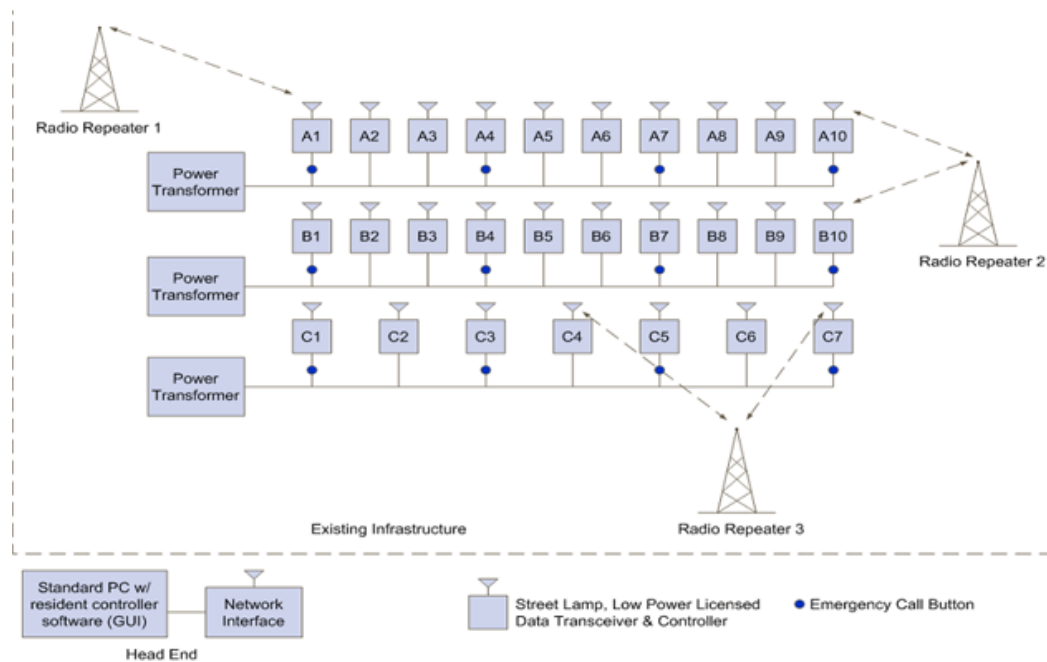 Radio Repeater 1
A1 A2 A3 A4 A5 A6 A7 A8 A9 A10
Power
Transformer
B1 B2 B3 B4 B5 B6 B7 B8 B9 B10
Radio Repeater 2
Power
Transformer
C1 C2 C3 C4 C5 C6 C7
Power
Transformer
Existing Infrastructure
Radio Repeater 3
Standard PC w/
resident controller
software (GUI)
Network
Interface
Head End
Street Lamp, Low Power Licensed
Data Transceiver & Controller
Emergency Call Button